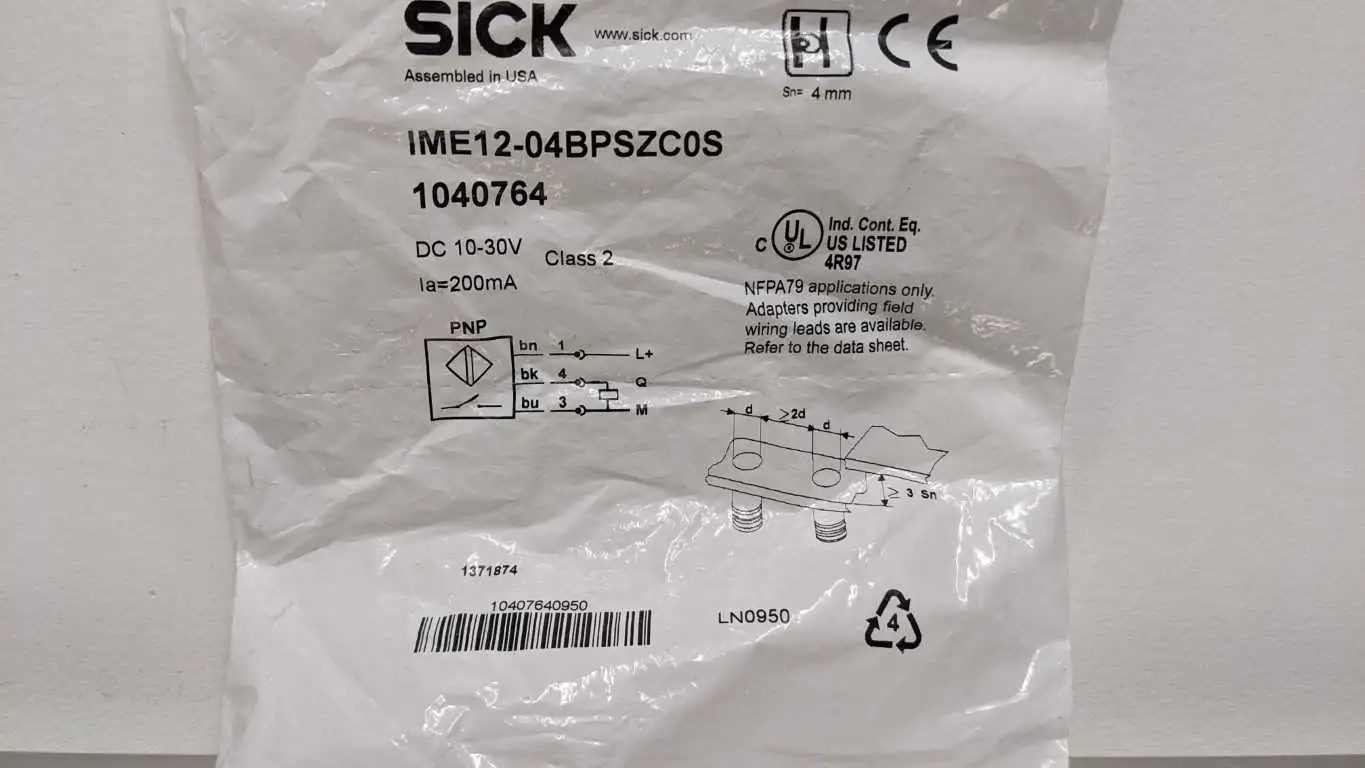 SICK www.sick.com
Assembled in USA
Sn= 4 mm
IME12-04BPSZC0S
1040764
DC 10-30V Class 2
Ia=200mA
C UL Ind. Cont. Eq.
US LISTED
4R97
NFPA79 applications only.
Adapters providing field
wiring leads are available.
Refer to the data sheet.
PNP
bn 1 L+
bk 4 Q
bu 3 M
d ≥2d d
≥ 3 Sn
1371874
10407640950
LN0950
4